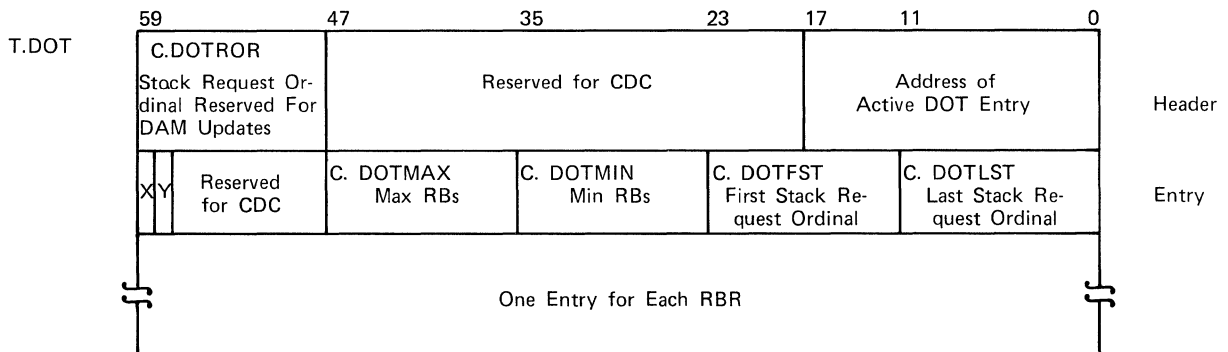 59 47 35 23 17 11 0
T.DOT
C.DOTROR
Stock Request Or-
dinal Reserved For
DAM Updates
Reserved for CDC
Address of
Active DOT Entry
Header
X Y
Reserved
for CDC
C. DOTMAX
Max RBs
C. DOTMIN
Min RBs
C. DOTFST
First Stack Re-
quest Ordinal
C. DOTLST
Last Stack Re-
quest Ordinal
Entry
One Entry for Each RBR